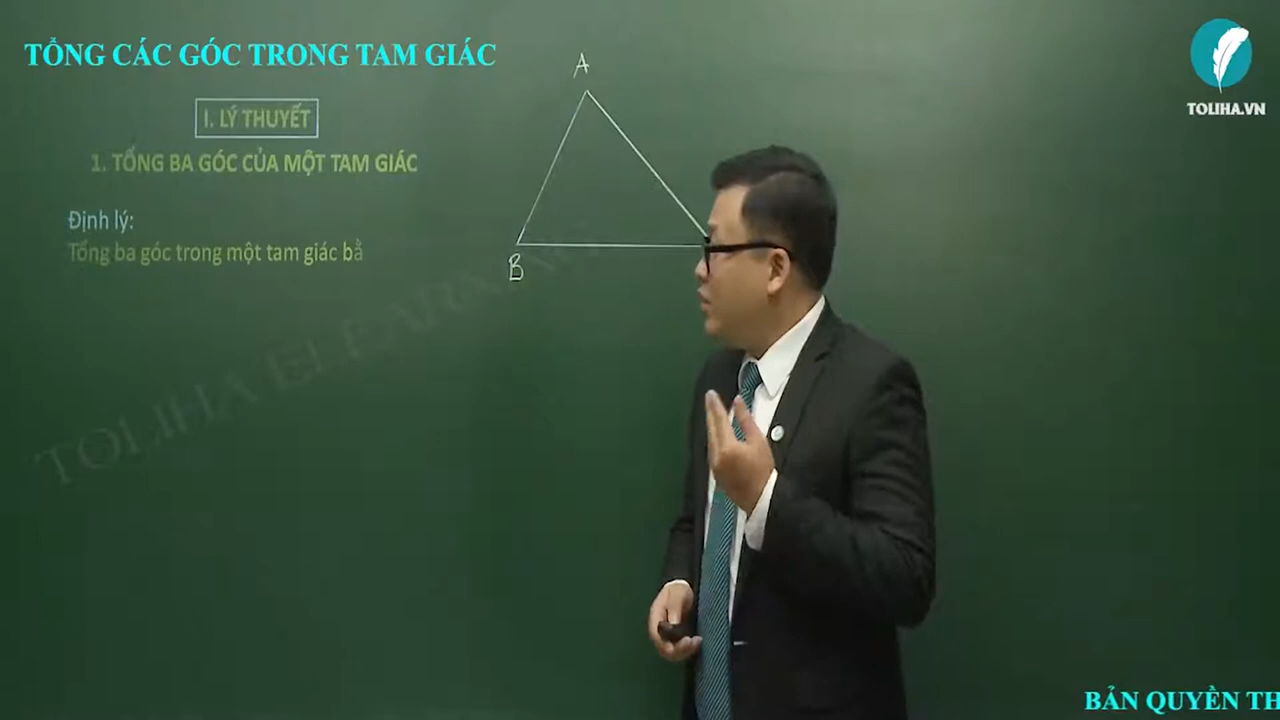 TỔNG CÁC GÓC TRONG TAM GIÁC
TOLIHA.VN
I. LÝ THUYẾT
1. TỔNG BA GÓC CỦA MỘT TAM GIÁC
Định lý:
Tổng ba góc trong một tam giác bằ
A
B
TOLIHA
BẢN QUYỀN TH